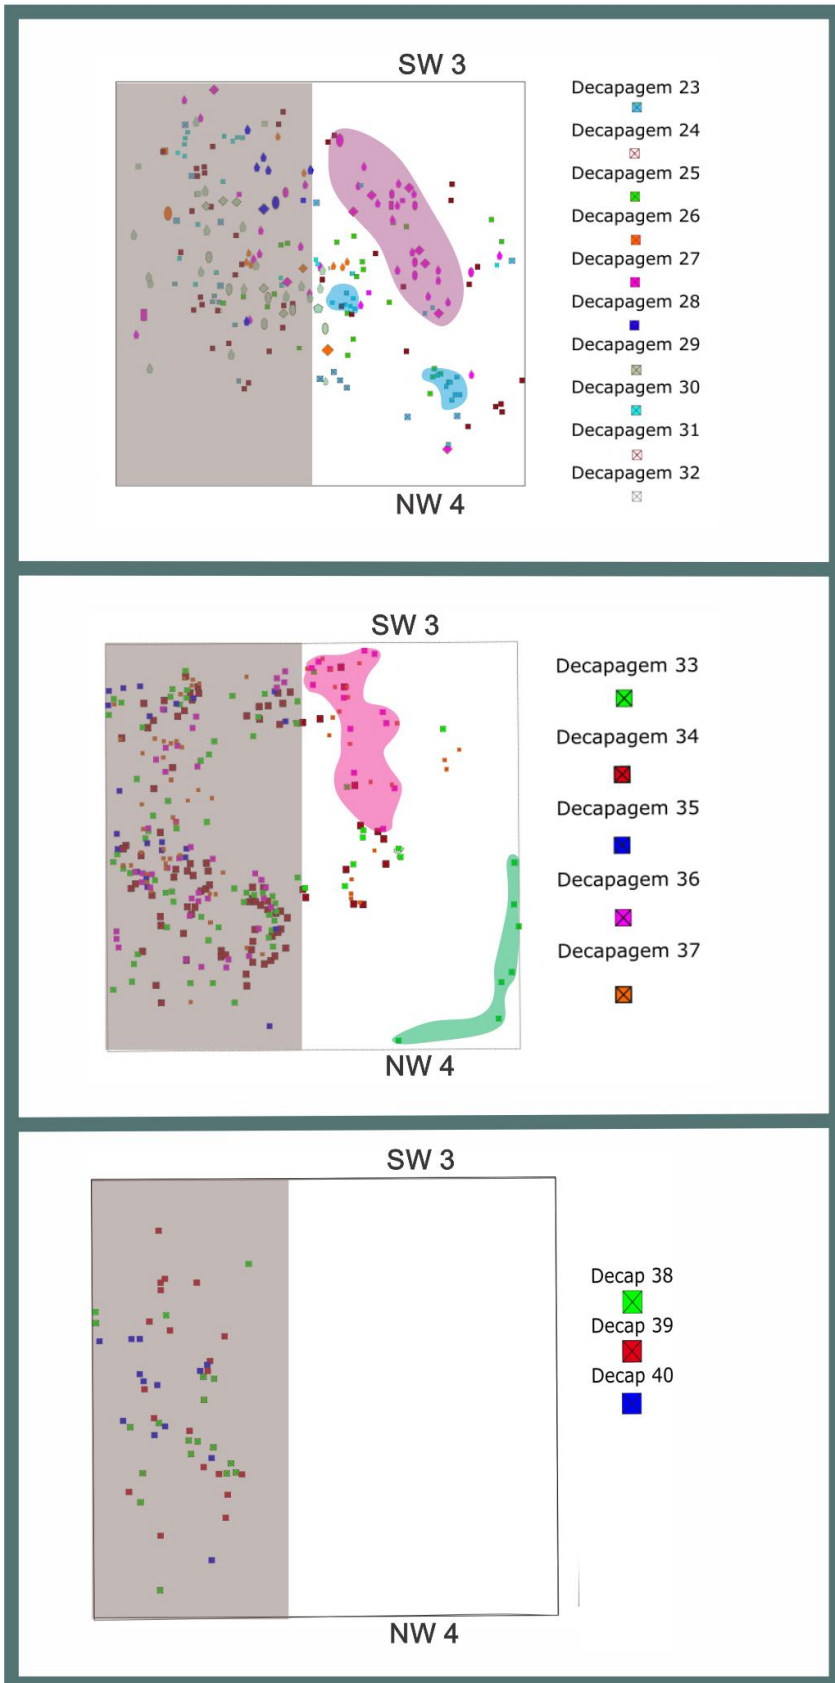 SW 3
Decapagem 23
Decapagem 24
Decapagem 25
Decapagem 26
Decapagem 27
Decapagem 28
Decapagem 29
Decapagem 30
Decapagem 31
Decapagem 32
NW 4
SW 3
Decapagem 33
Decapagem 34
Decapagem 35
Decapagem 36
Decapagem 37
NW 4
SW 3
Decap 38
Decap 39
Decap 40
NW 4